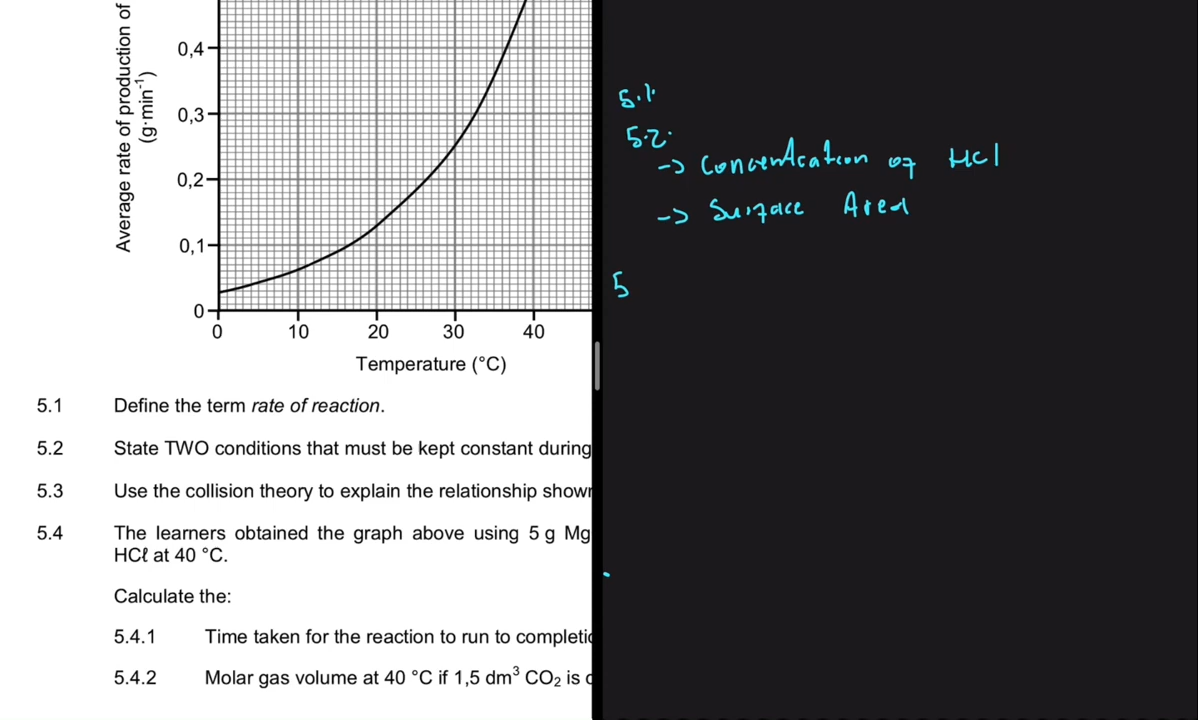 Average rate of production of
(g·min⁻¹)
0,4
0,3
0,2
0,1
0
0 10 20 30 40
Temperature (°C)
5.1 Define the term rate of reaction.
5.2 State TWO conditions that must be kept constant during
5.3 Use the collision theory to explain the relationship shown
5.4 The learners obtained the graph above using 5 g Mg
HCℓ at 40 °C.
Calculate the:
5.4.1 Time taken for the reaction to run to completio
5.4.2 Molar gas volume at 40 °C if 1,5 dm³ CO₂ is
5.1.
5.2.
-> Concentration of HCl
-> Surface Area
5